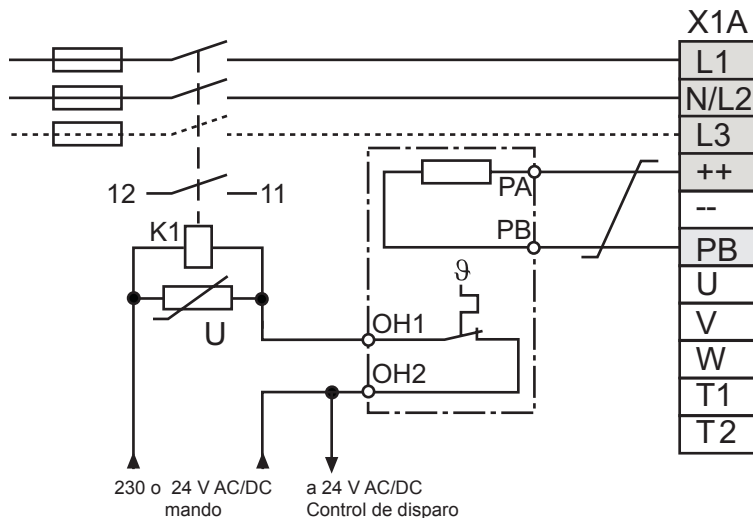 X1A
L1
N/L2
L3
++
--
PB
U
V
W
T1
T2
PA
PB
12
11
K1
U
ϑ
OH1
OH2
230 o 24 V AC/DC
mando
a 24 V AC/DC
Control de disparo